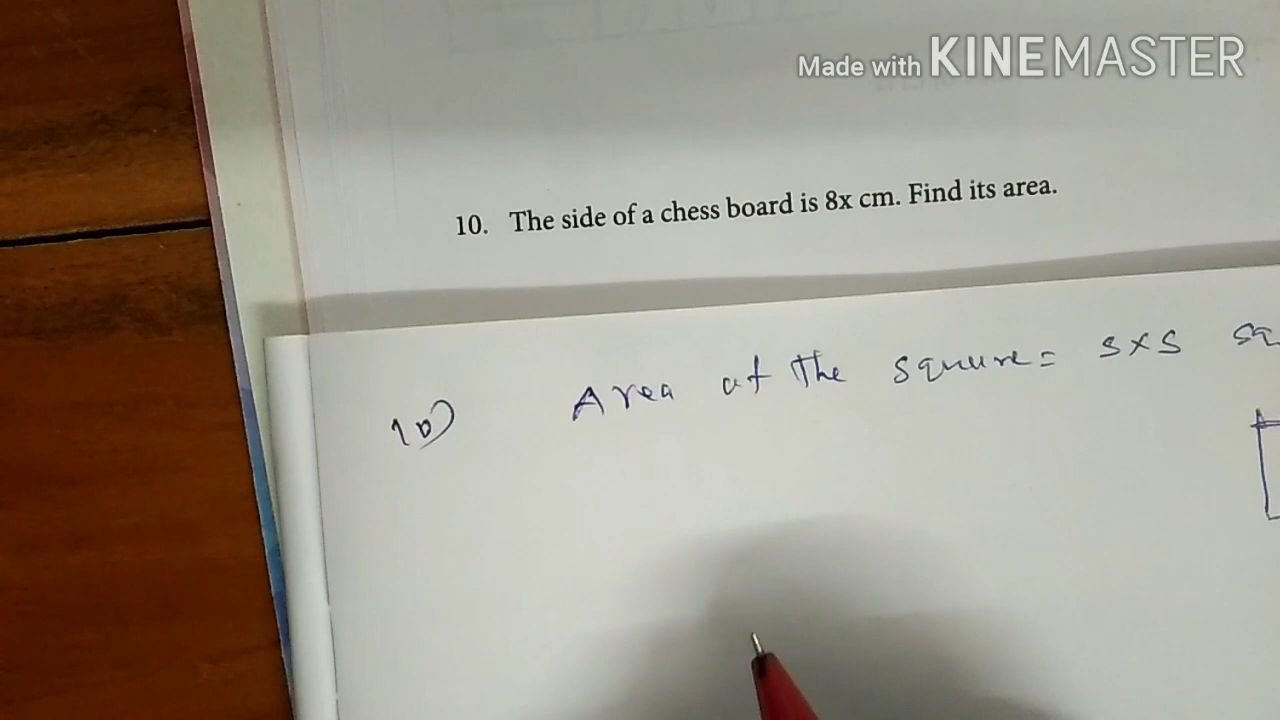 Made with KINEMASTER
10. The side of a chess board is 8x cm. Find its area.
10) Area of the square = s×s sq